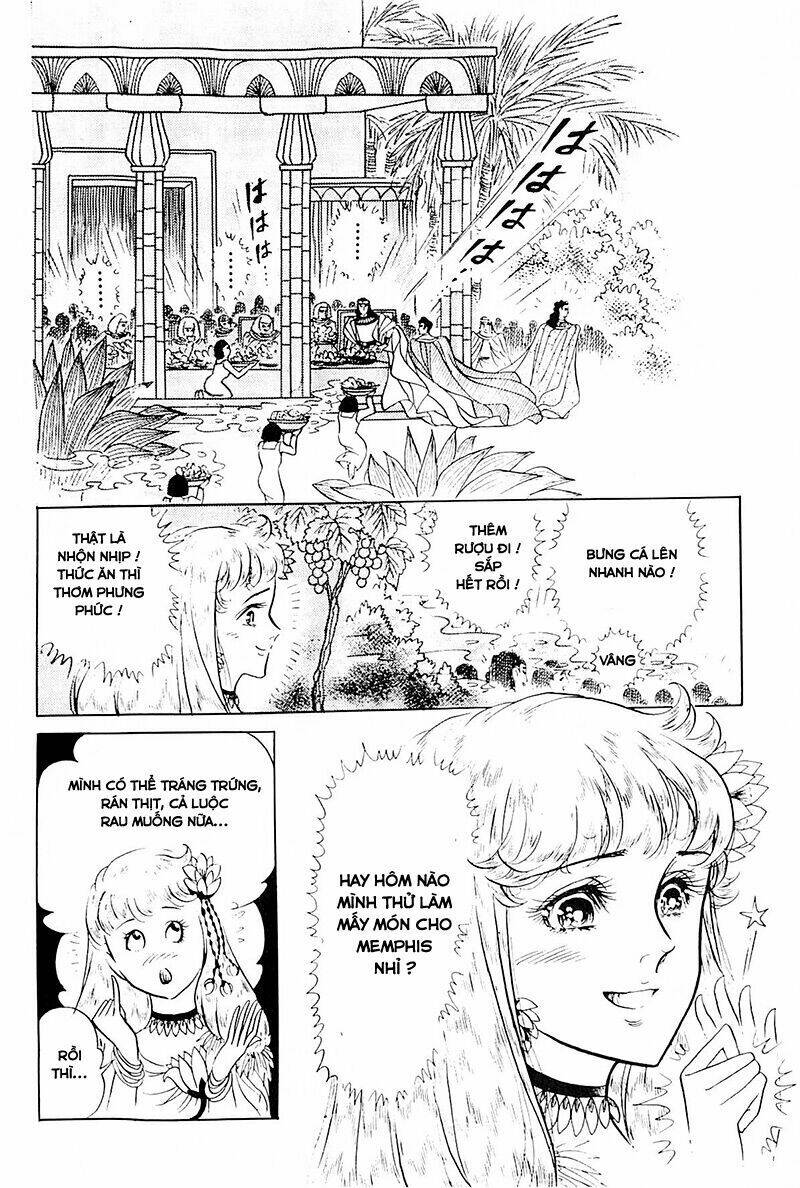 はははは
……
ははは
……
THẬT LÀ
NHỘN NHỊP !
THỨC ĂN THÌ
THƠM PHƯNG
PHỨC !
THÊM
RƯỢU ĐI !
SẮP
HẾT RỒI !
BƯNG CÁ LÊN
NHANH NÀO !
VÂNG
MÌNH CÓ THỂ TRÁNG TRỨNG,
RÁN THỊT, CẢ LUỘC
RAU MUỐNG NỮA...
RỒI
THÌ...
HAY HÔM NÀO
MÌNH THỬ LÀM
MẤY MÓN CHO
MEMPHIS
NHỈ ?